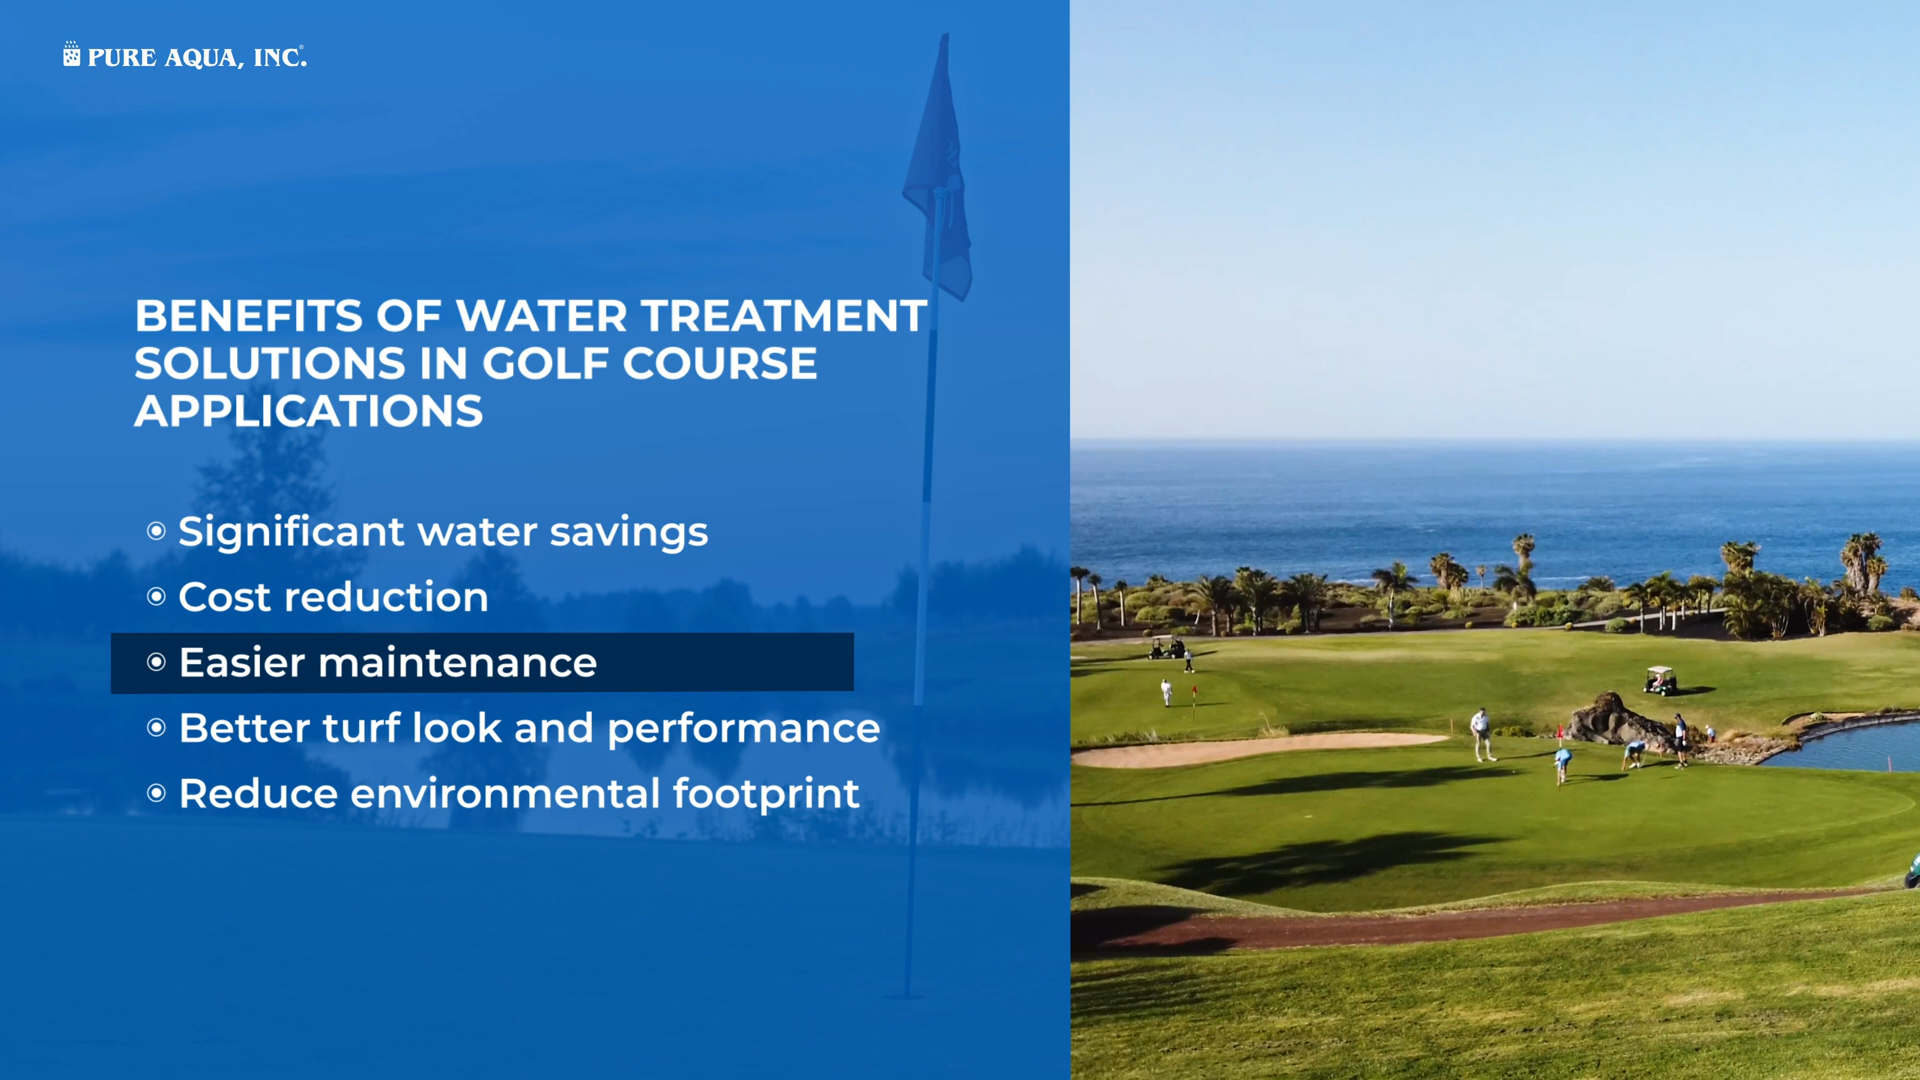 PURE AQUA, INC.
BENEFITS OF WATER TREATMENT
SOLUTIONS IN GOLF COURSE
APPLICATIONS
Significant water savings
Cost reduction
Easier maintenance
Better turf look and performance
Reduce environmental footprint